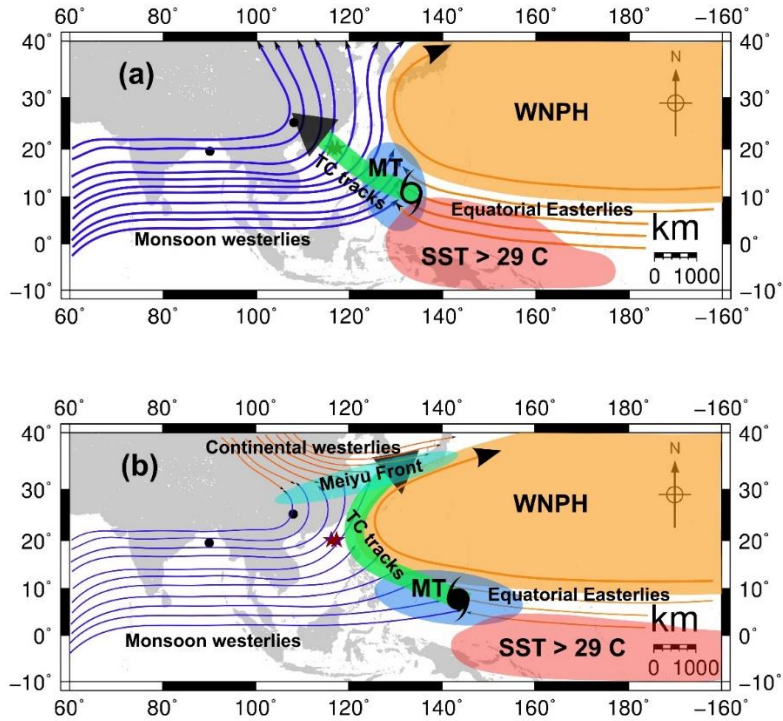 60° 80° 100° 120° 140° 160° 180° −160°
40° 40°
(a)
N
30° WNPH 30°
20° MT 20°
TC tracks
10° 10°
Equatorial Easterlies
km
0° Monsoon westerlies 0°
SST > 29 C
0 1000
−10° −10°
60° 80° 100° 120° 140° 160° 180° −160°
60° 80° 100° 120° 140° 160° 180° −160°
40° 40°
Continental westerlies
(b)
N
Meiyu Front
30° WNPH 30°
20° TC tracks 20°
MT
10° Equatorial Easterlies 10°
km
0° Monsoon westerlies 0°
SST > 29 C
0 1000
−10° −10°
60° 80° 100° 120° 140° 160° 180° −160°